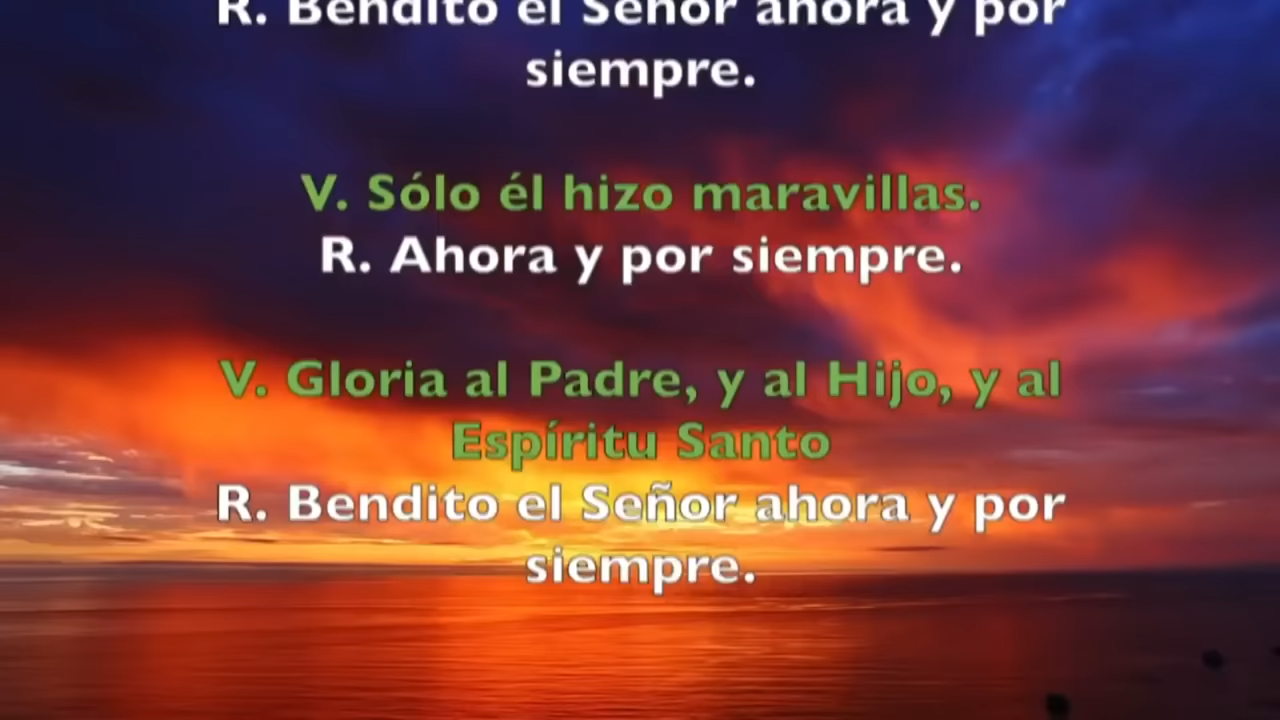 R. Bendito el Señor ahora y por
siempre.
V. Sólo él hizo maravillas.
R. Ahora y por siempre.
V. Gloria al Padre, y al Hijo, y al
Espíritu Santo
R. Bendito el Señor ahora y por
siempre.